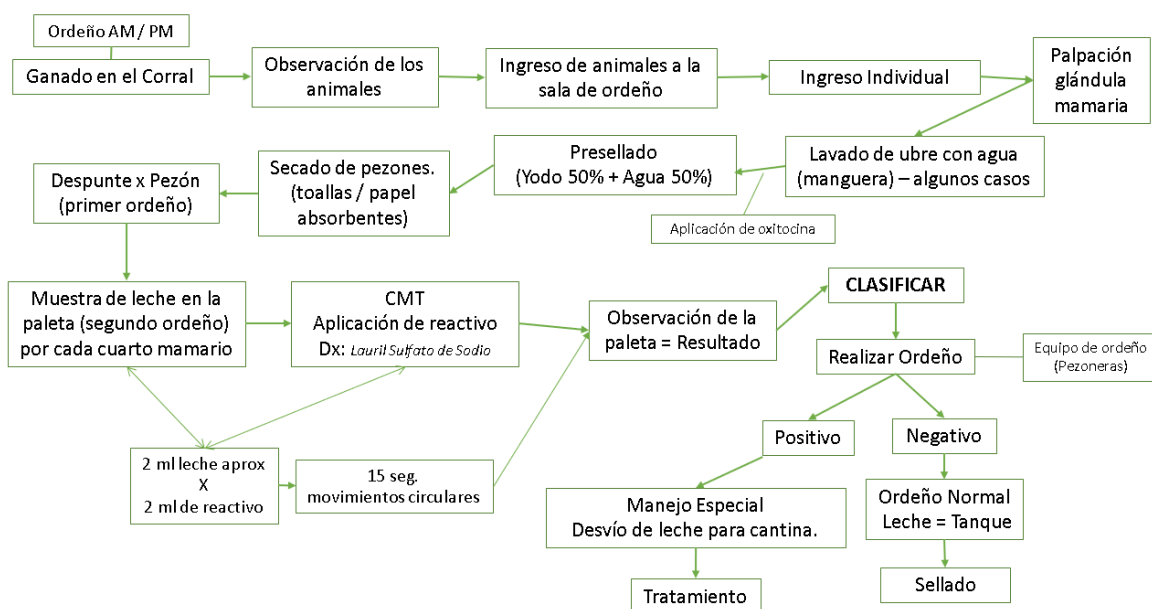 Ordeño AM / PM
Ganado en el Corral
Observación de los
animales
Ingreso de animales a la
sala de ordeño
Ingreso Individual
Palpación
glándula
mamaria
Lavado de ubre con agua
(manguera) – algunos casos
Aplicación de oxitocina
Presellado
(Yodo 50% + Agua 50%)
Secado de pezones.
(toallas / papel
absorbentes)
Despunte x Pezón
(primer ordeño)
Muestra de leche en la
paleta (segundo ordeño)
por cada cuarto mamario
CMT
Aplicación de reactivo
Dx: Lauril Sulfato de Sodio
2 ml leche aprox
X
2 ml de reactivo
15 seg.
movimientos circulares
Observación de la
paleta = Resultado
CLASIFICAR
Realizar Ordeño
Equipo de ordeño
(Pezoneras)
Positivo
Negativo
Manejo Especial
Desvío de leche para cantina.
Ordeño Normal
Leche = Tanque
Tratamiento
Sellado